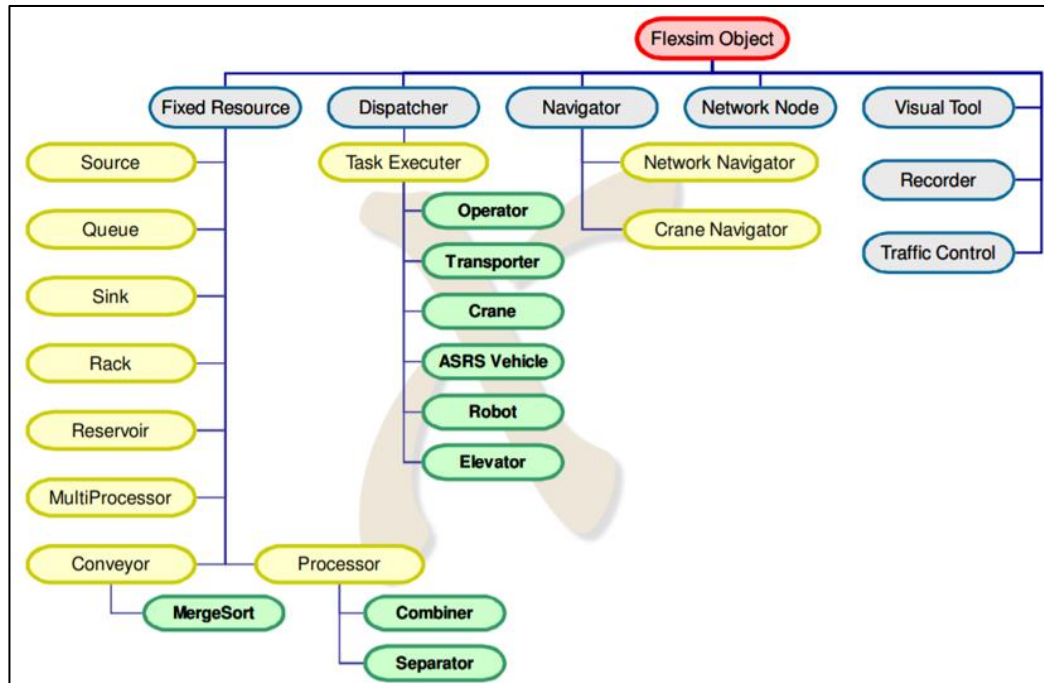 Flexsim Object
Fixed Resource
Dispatcher
Navigator
Network Node
Visual Tool
Source
Task Executer
Network Navigator
Recorder
Operator
Queue
Crane Navigator
Traffic Control
Transporter
Sink
Crane
Rack
ASRS Vehicle
Robot
Reservoir
Elevator
MultiProcessor
Conveyor
Processor
MergeSort
Combiner
Separator